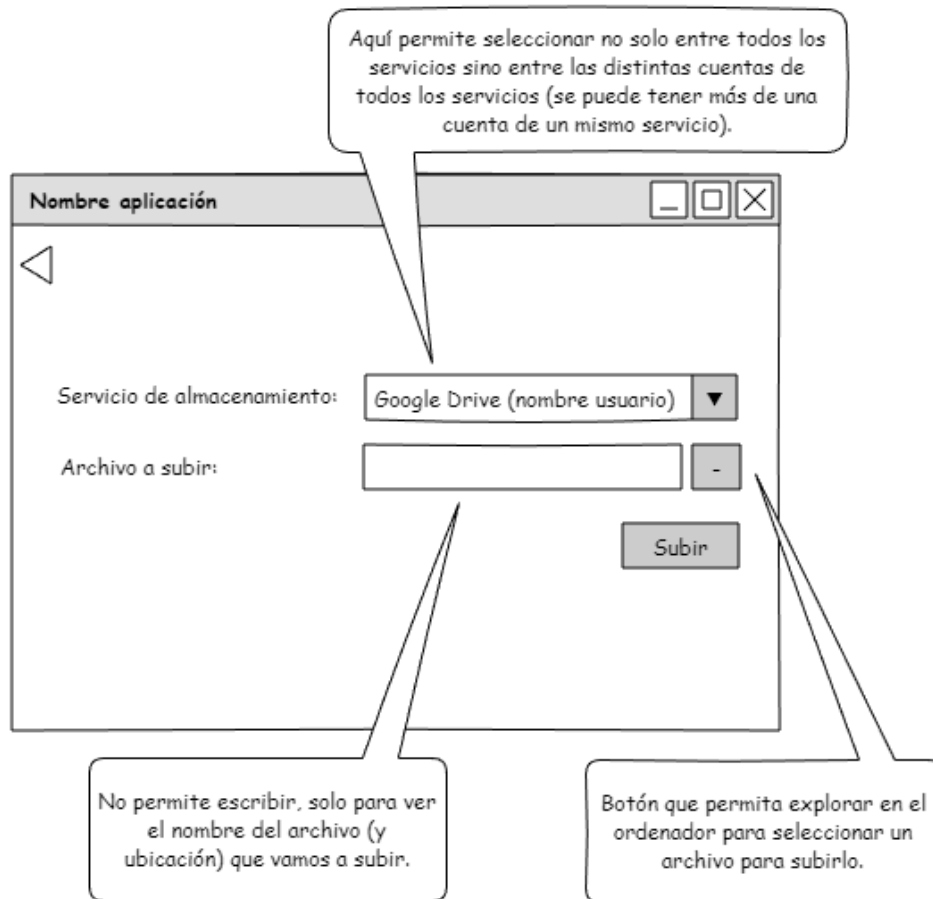 Aquí permite seleccionar no solo entre todos los
servicios sino entre las distintas cuentas de
todos los servicios (se puede tener más de una
cuenta de un mismo servicio).
Nombre aplicación
Servicio de almacenamiento:
Google Drive (nombre usuario)
Archivo a subir:
-
Subir
No permite escribir, solo para ver
el nombre del archivo (y
ubicación) que vamos a subir.
Botón que permita explorar en el
ordenador para seleccionar un
archivo para subirlo.